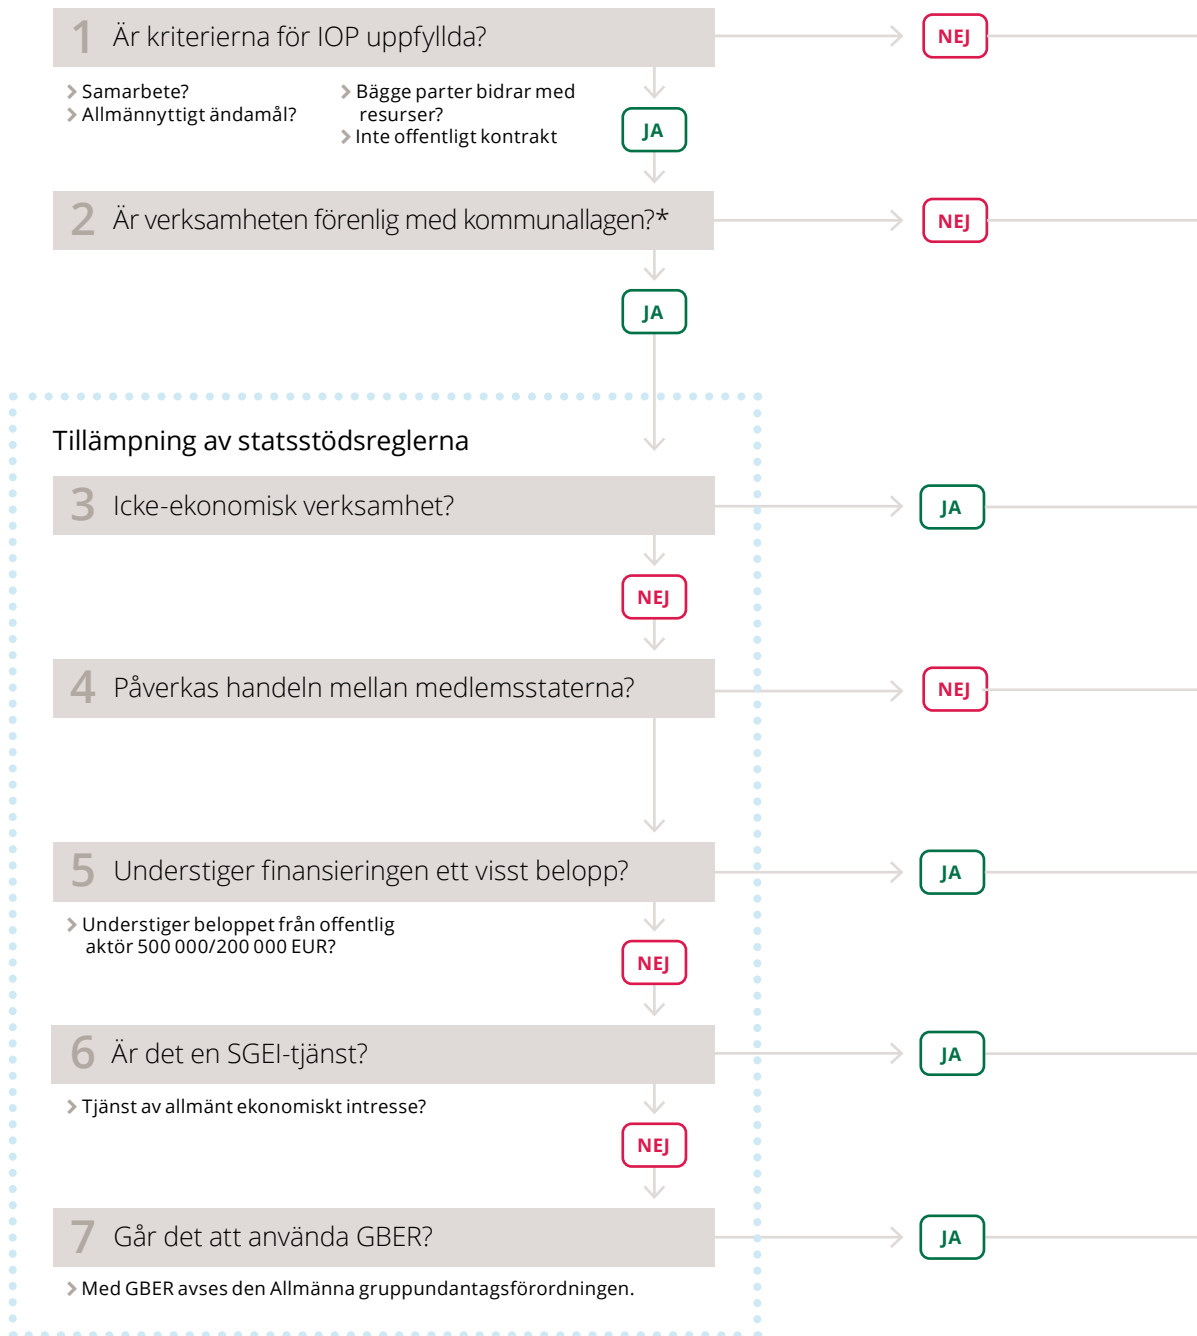 1 Är kriterierna för IOP uppfyllda?
NEJ
Samarbete?
Allmännyttigt ändamål?
Bägge parter bidrar med
resurser?
Inte offentligt kontrakt
JA
2 Är verksamheten förenlig med kommunallagen?*
NEJ
JA
Tillämpning av statsstödsreglerna
3 Icke-ekonomisk verksamhet?
JA
NEJ
4 Påverkas handeln mellan medlemsstaterna?
NEJ
5 Understiger finansieringen ett visst belopp?
JA
Understiger beloppet från offentlig
aktör 500 000/200 000 EUR?
NEJ
6 Är det en SGEI-tjänst?
JA
Tjänst av allmänt ekonomiskt intresse?
NEJ
7 Går det att använda GBER?
JA
Med GBER avses den Allmänna gruppundantagsförordningen.